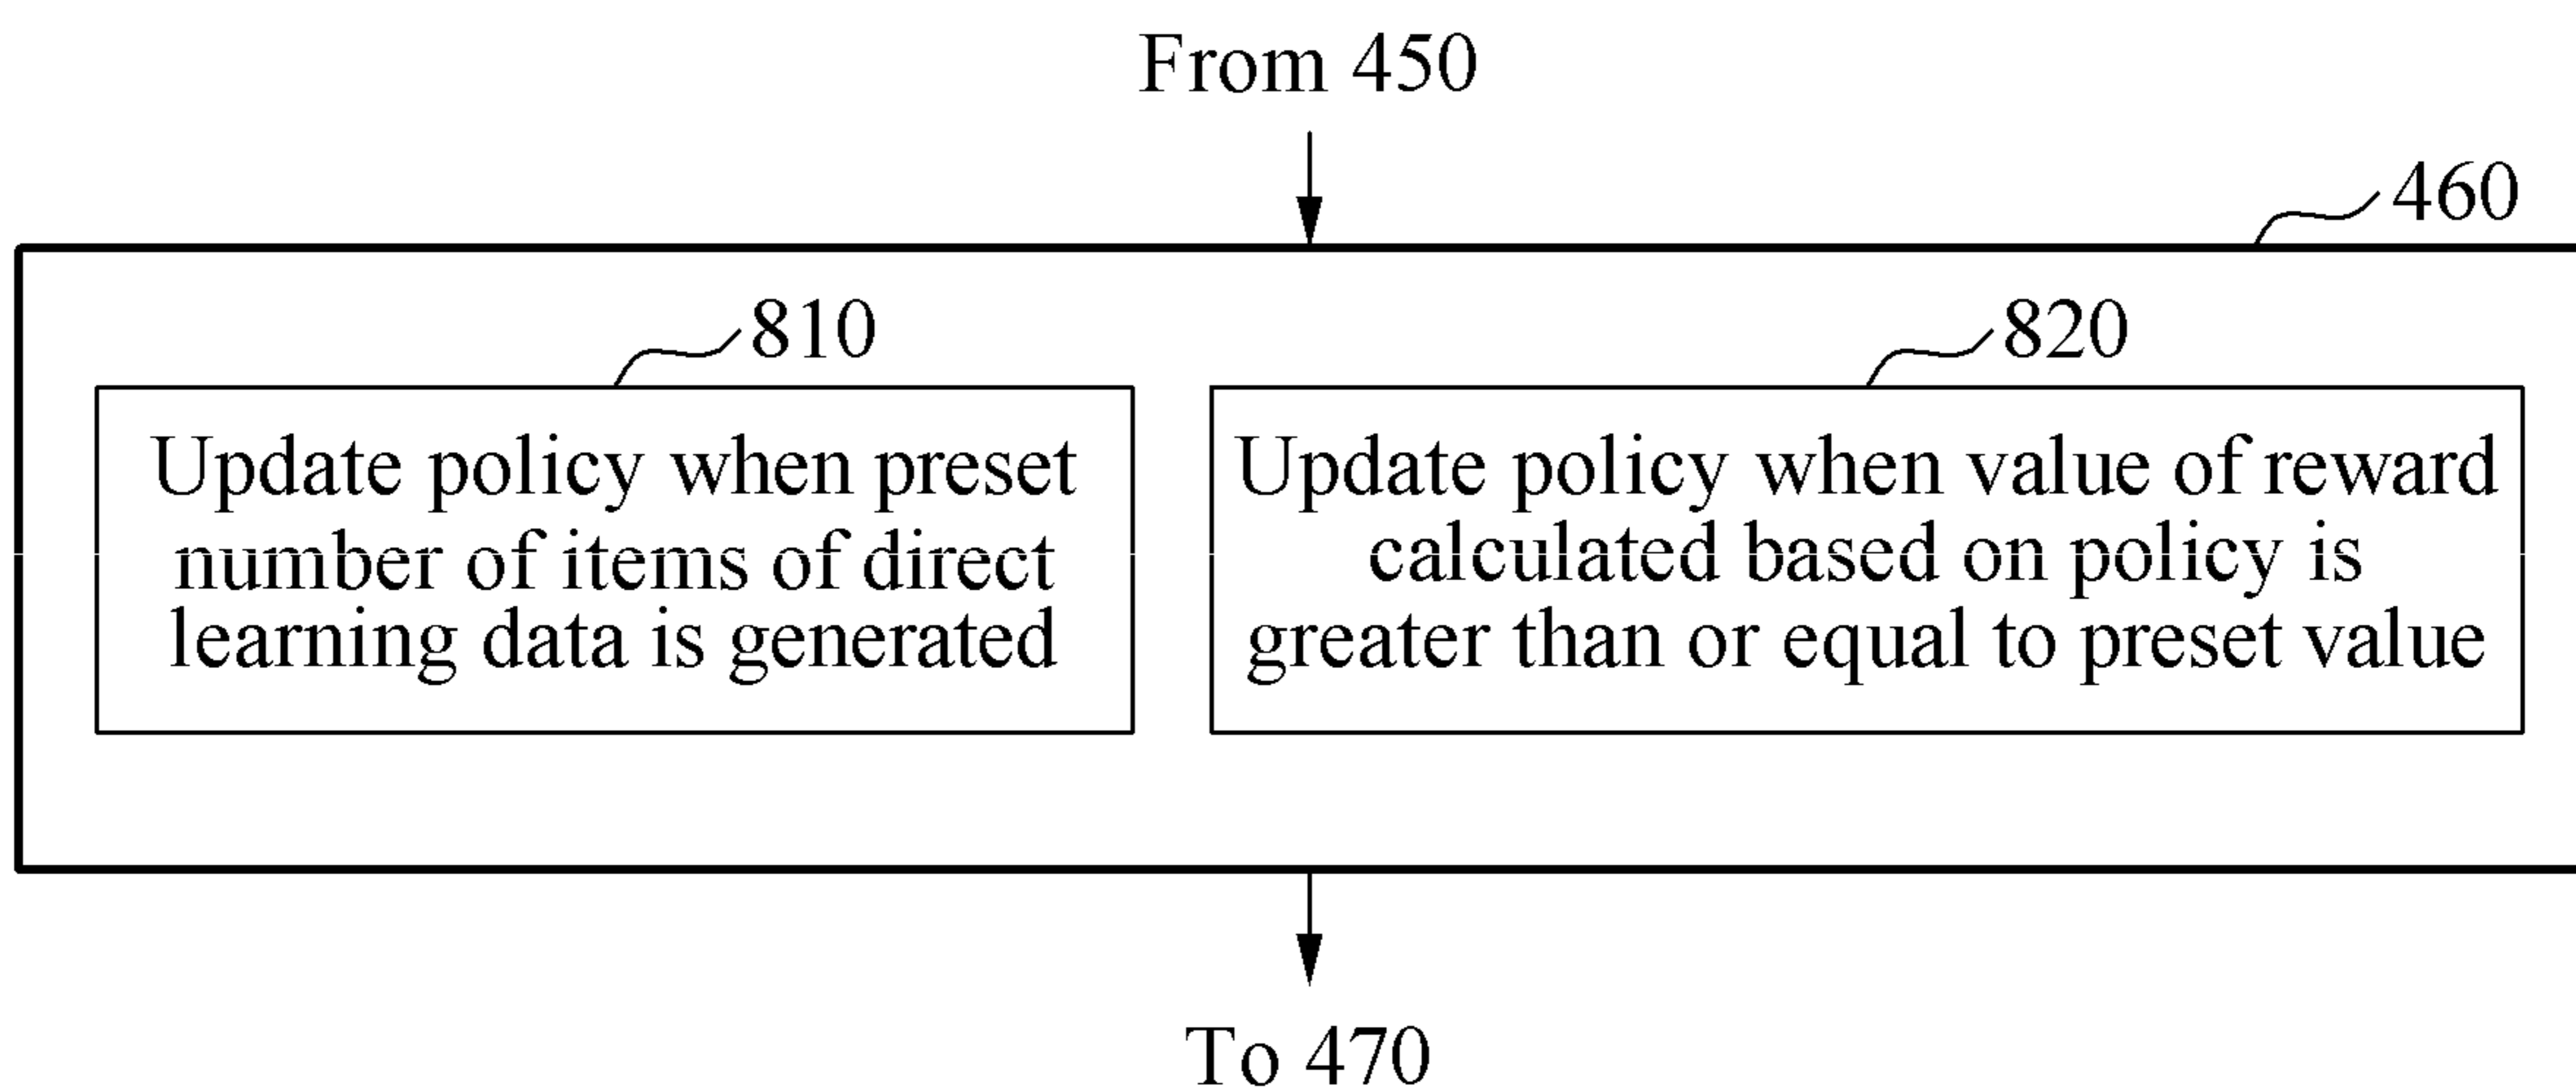 From 450
460
810
Update policy when preset
number of items of direct
learning data is generated
820
Update policy when value of reward
calculated based on policy is
greater than or equal to preset value
To 470